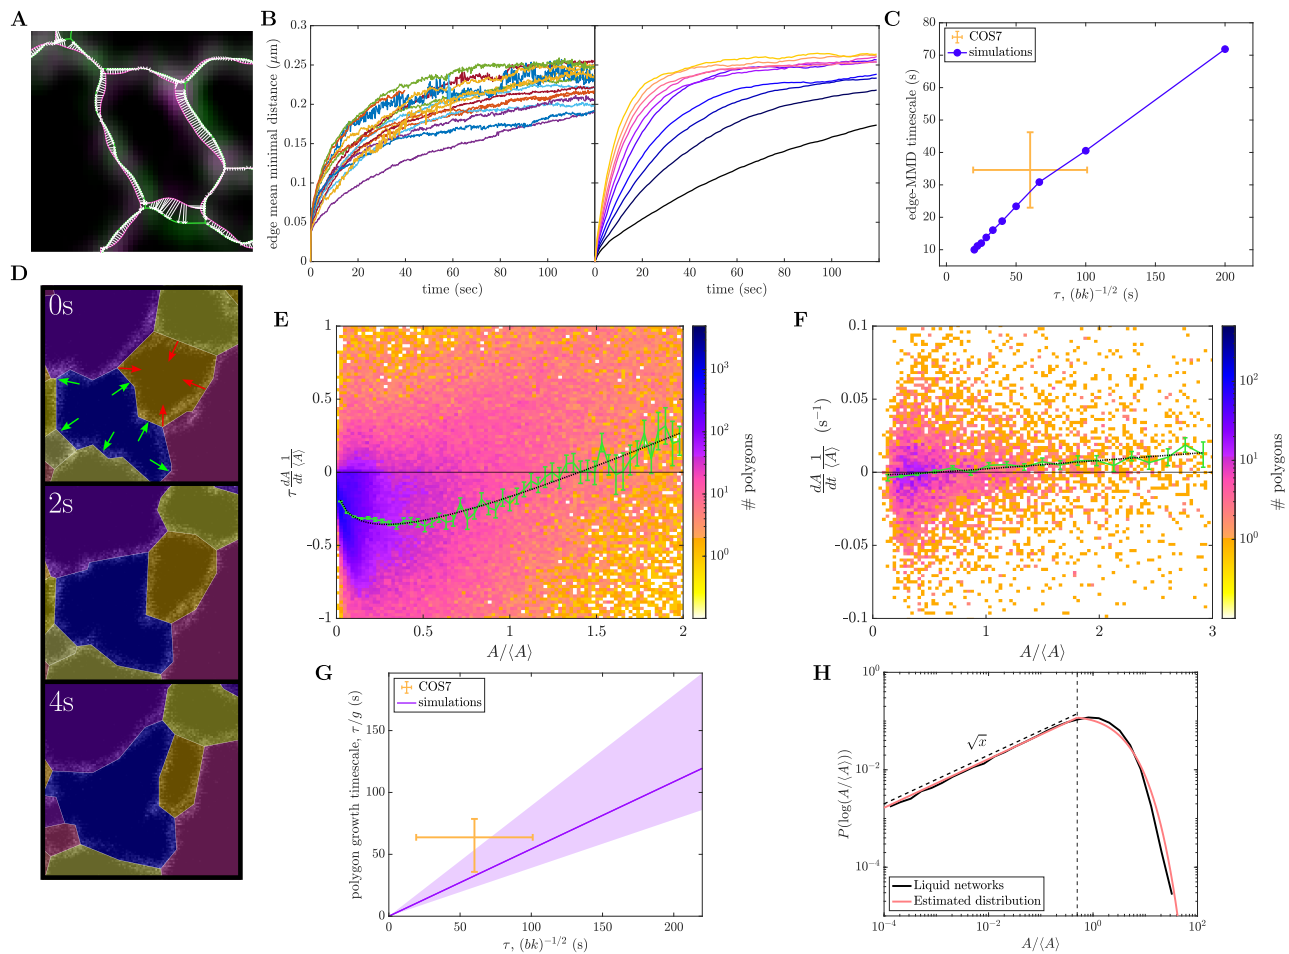 A
B
edge mean minimal distance (μm)
0.3
0.25
0.2
0.15
0.1
0.05
0
0 20 40 60 80 100
time (sec)
0 20 40 60 80 100
time (sec)
C
edge-MMD timescale (s)
80
70
60
50
40
30
20
10
COS7
simulations
0 50 100 150 200
τ, (bk)^{-1/2} (s)
D
0s
2s
4s
E
τ dA/dt 1/⟨A⟩
1
0.5
0
-0.5
-1
0 0.5 1 1.5 2
A/⟨A⟩
10^3
10^2
10^1
10^0
# polygons
F
dA/dt 1/⟨A⟩ (s^{-1})
0.1
0.05
0
-0.05
-0.1
0 1 2 3
A/⟨A⟩
10^2
10^1
10^0
# polygons
G
polygon growth timescale, τ/g (s)
150
100
50
0
COS7
simulations
0 50 100 150 200
τ, (bk)^{-1/2} (s)
H
P(log(A/⟨A⟩))
10^0
10^{-2}
10^{-4}
√x
Liquid networks
Estimated distribution
10^{-4} 10^{-2} 10^0 10^2
A/⟨A⟩